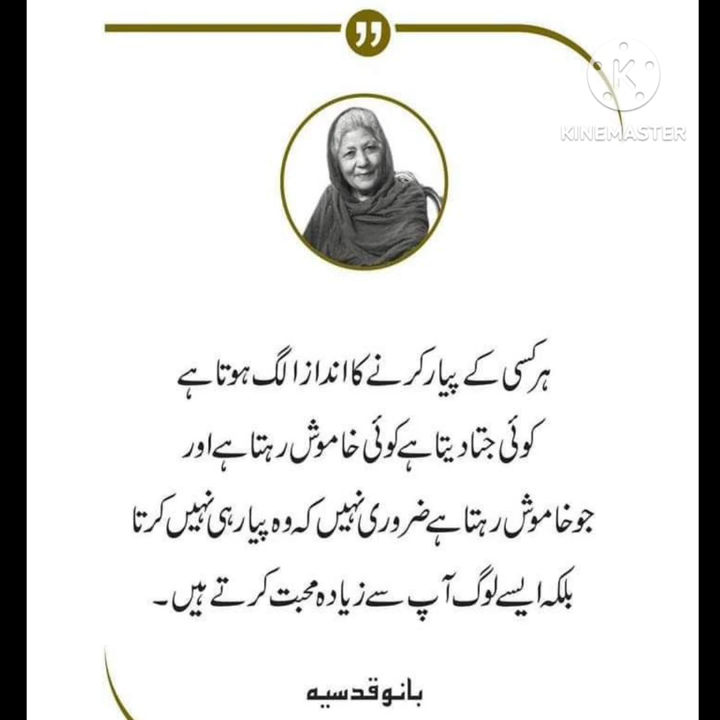 KINEMASTER
ہر کسی کے پیار کرنے کا انداز الگ ہوتا ہے
کوئی جتا دیتا ہے کوئی خاموش رہتا ہے اور
جو خاموش رہتا ہے ضروری نہیں کہ وہ پیار ہی نہیں کرتا
بلکہ ایسے لوگ آپ سے زیادہ محبت کرتے ہیں۔
بانو قدسیہ